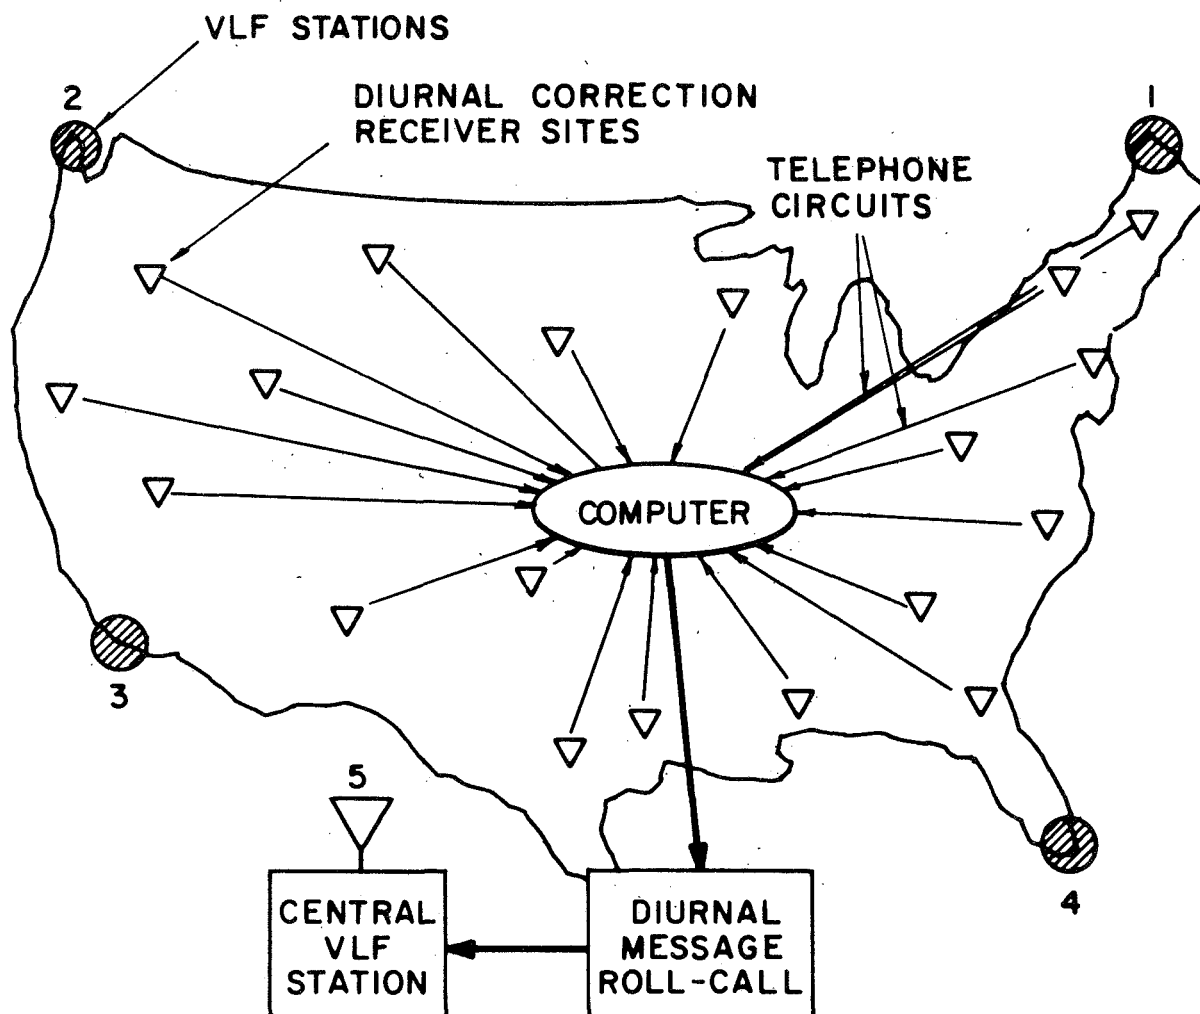 VLF STATIONS
2
DIURNAL CORRECTION
RECEIVER SITES
1
TELEPHONE
CIRCUITS
COMPUTER
3
5
4
CENTRAL
VLF
STATION
DIURNAL
MESSAGE
ROLL-CALL